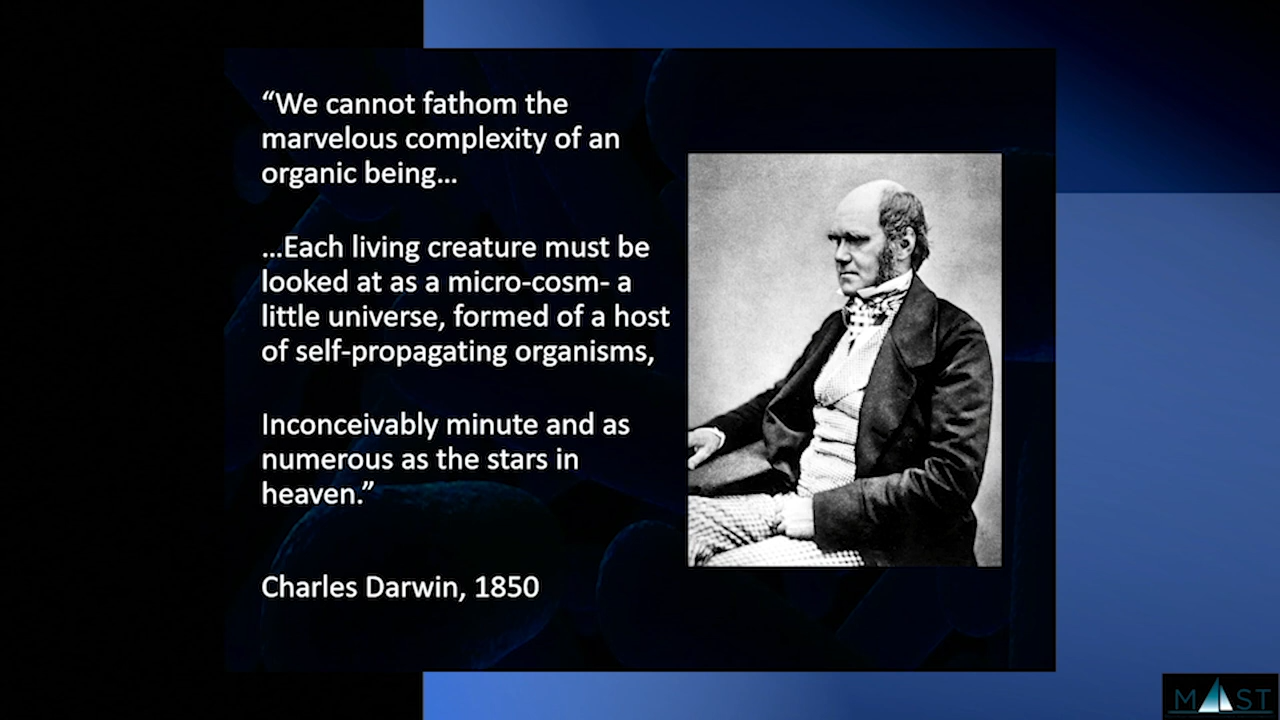 “We cannot fathom the
marvelous complexity of an
organic being…
…Each living creature must be
looked at as a micro-cosm- a
little universe, formed of a host
of self-propagating organisms,
Inconceivably minute and as
numerous as the stars in
heaven.”
Charles Darwin, 1850
MAST